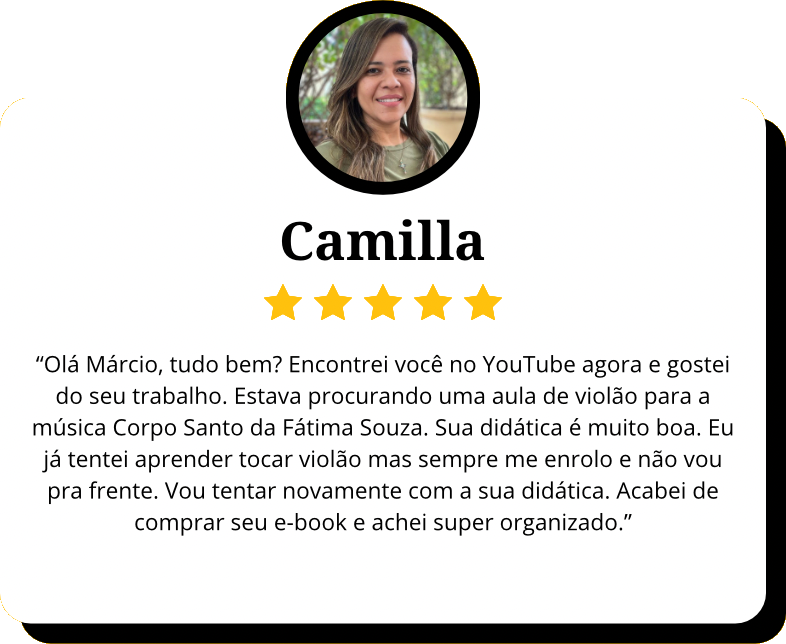 Camilla
“Olá Márcio, tudo bem? Encontrei você no YouTube agora e gostei
do seu trabalho. Estava procurando uma aula de violão para a
música Corpo Santo da Fátima Souza. Sua didática é muito boa. Eu
já tentei aprender tocar violão mas sempre me enrolo e não vou
pra frente. Vou tentar novamente com a sua didática. Acabei de
comprar seu e-book e achei super organizado.”